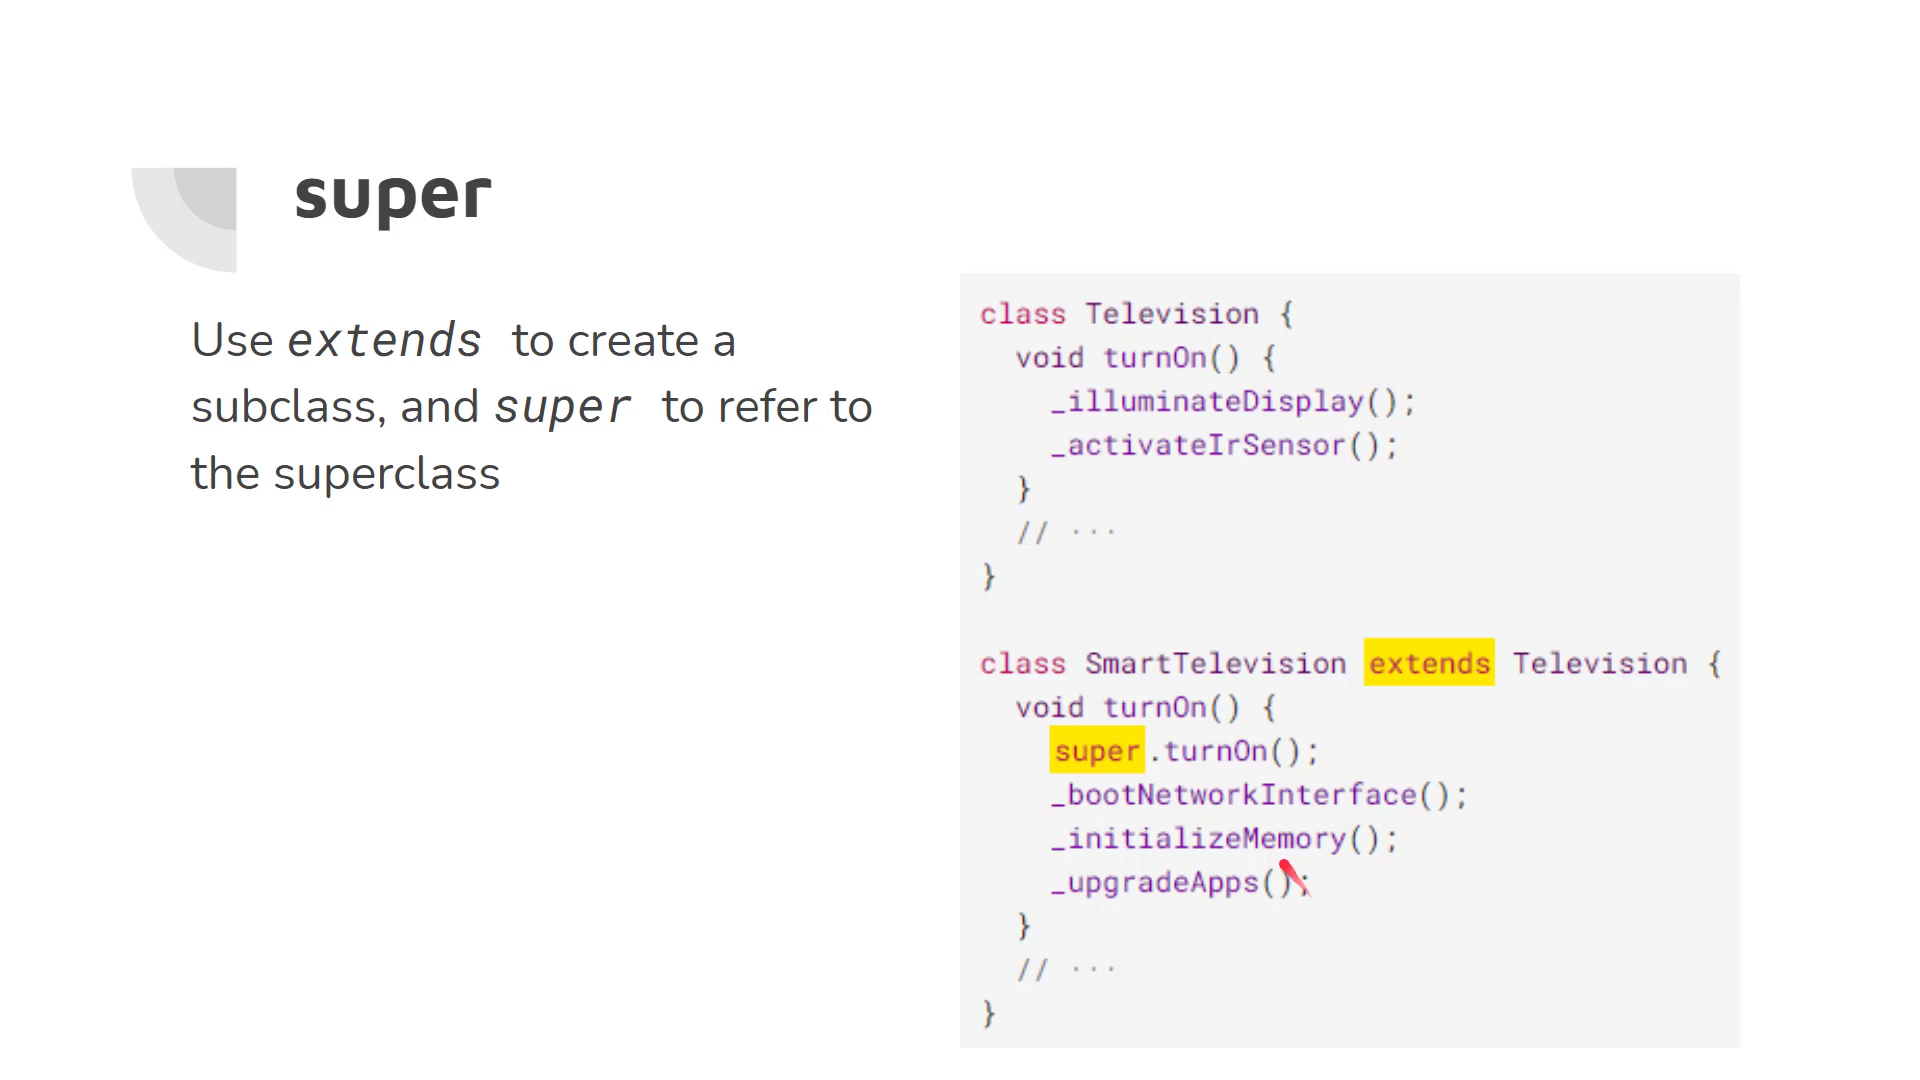 super
Use extends to create a
subclass, and super to refer to
the superclass
class Television {
  void turnOn() {
    _illuminateDisplay();
    _activateIrSensor();
  }
  // ···
}

class SmartTelevision extends Television {
  void turnOn() {
    super.turnOn();
    _bootNetworkInterface();
    _initializeMemory();
    _upgradeApps();
  }
  // ···
}